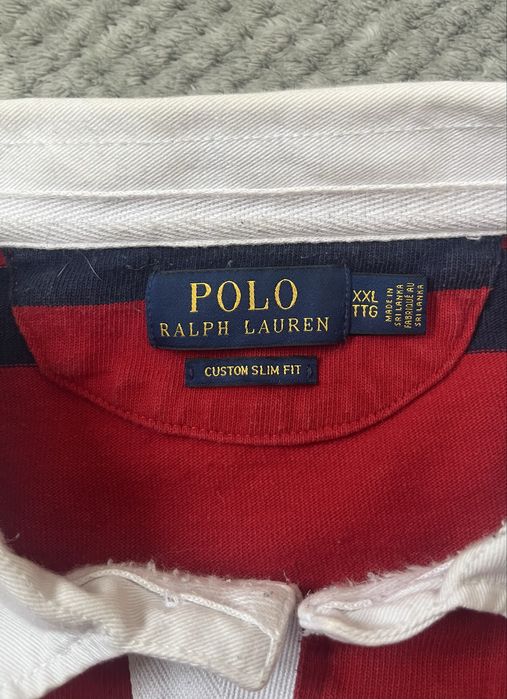 POLO
RALPH LAUREN
XXL
TTG
MADE IN
SRI LANKA
FABRIQUÉ AU
SRI LANKA
CUSTOM SLIM FIT